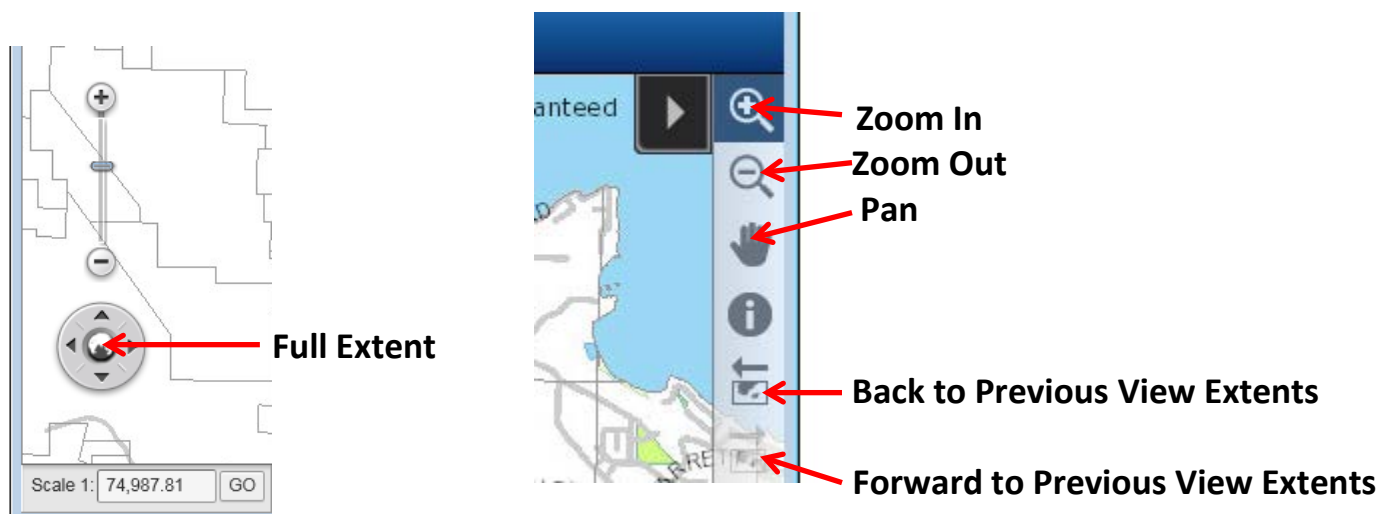 Full Extent
Scale 1: 74,987.81 GO
anteed
Zoom In
Zoom Out
Pan
Back to Previous View Extents
Forward to Previous View Extents